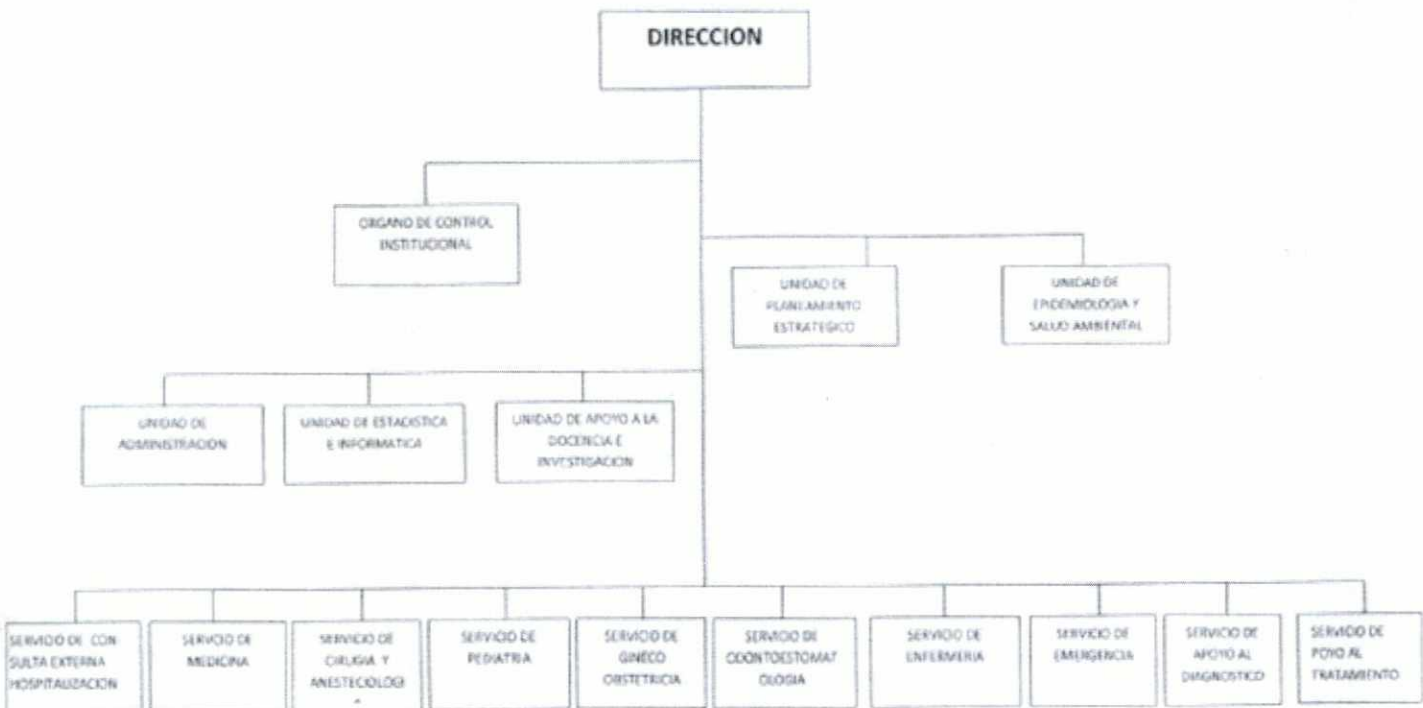 DIRECCION
ORGANO DE CONTROL
INSTITUCIONAL
UNIDAD DE
PLANEAMIENTO
ESTRATEGICO
UNIDAD DE
EPIDEMIOLOGIA Y
SALUD AMBIENTAL
UNIDAD DE
ADMINISTRACION
UNIDAD DE ESTADISTICA
E INFORMATICA
UNIDAD DE APOYO A LA
DOCENCIA E
INVESTIGACION
SERVICIO DE CON
SULTA EXTERNA
HOSPITALIZACION
SERVICIO DE
MEDICINA
SERVICIO DE
CIRUGIA Y
ANESTECIOLOGI
SERVICIO DE
PEDIATRIA
SERVICIO DE
GINECO
OBSTETRICIA
SERVICIO DE
ODONTOESTOMAT
OLOGIA
SERVICIO DE
ENFERMERIA
SERVICIO DE
EMERGENCIA
SERVICIO DE
APOYO AL
DIAGNOSTICO
SERVICIO DE
POYO AL
TRATAMIENTO